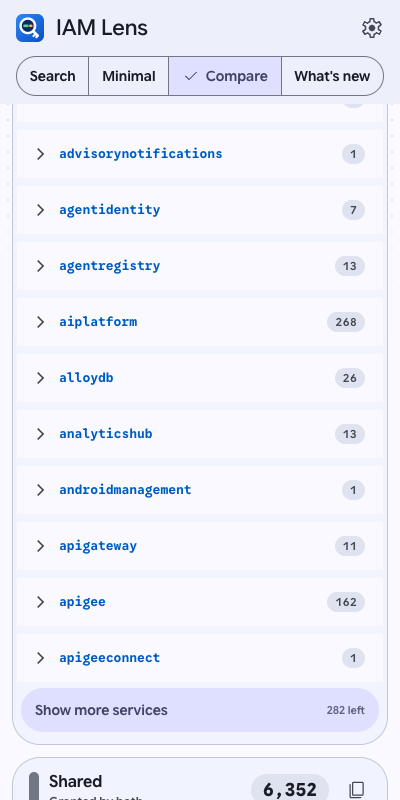 IAM Lens
Search
Minimal
Compare
What's new
advisorynotifications 1
agentidentity 7
agentregistry 13
aiplatform 268
alloydb 26
analyticshub 13
androidmanagement 1
apigateway 11
apigee 162
apigeeconnect 1
Show more services 282 left
Shared 6,352